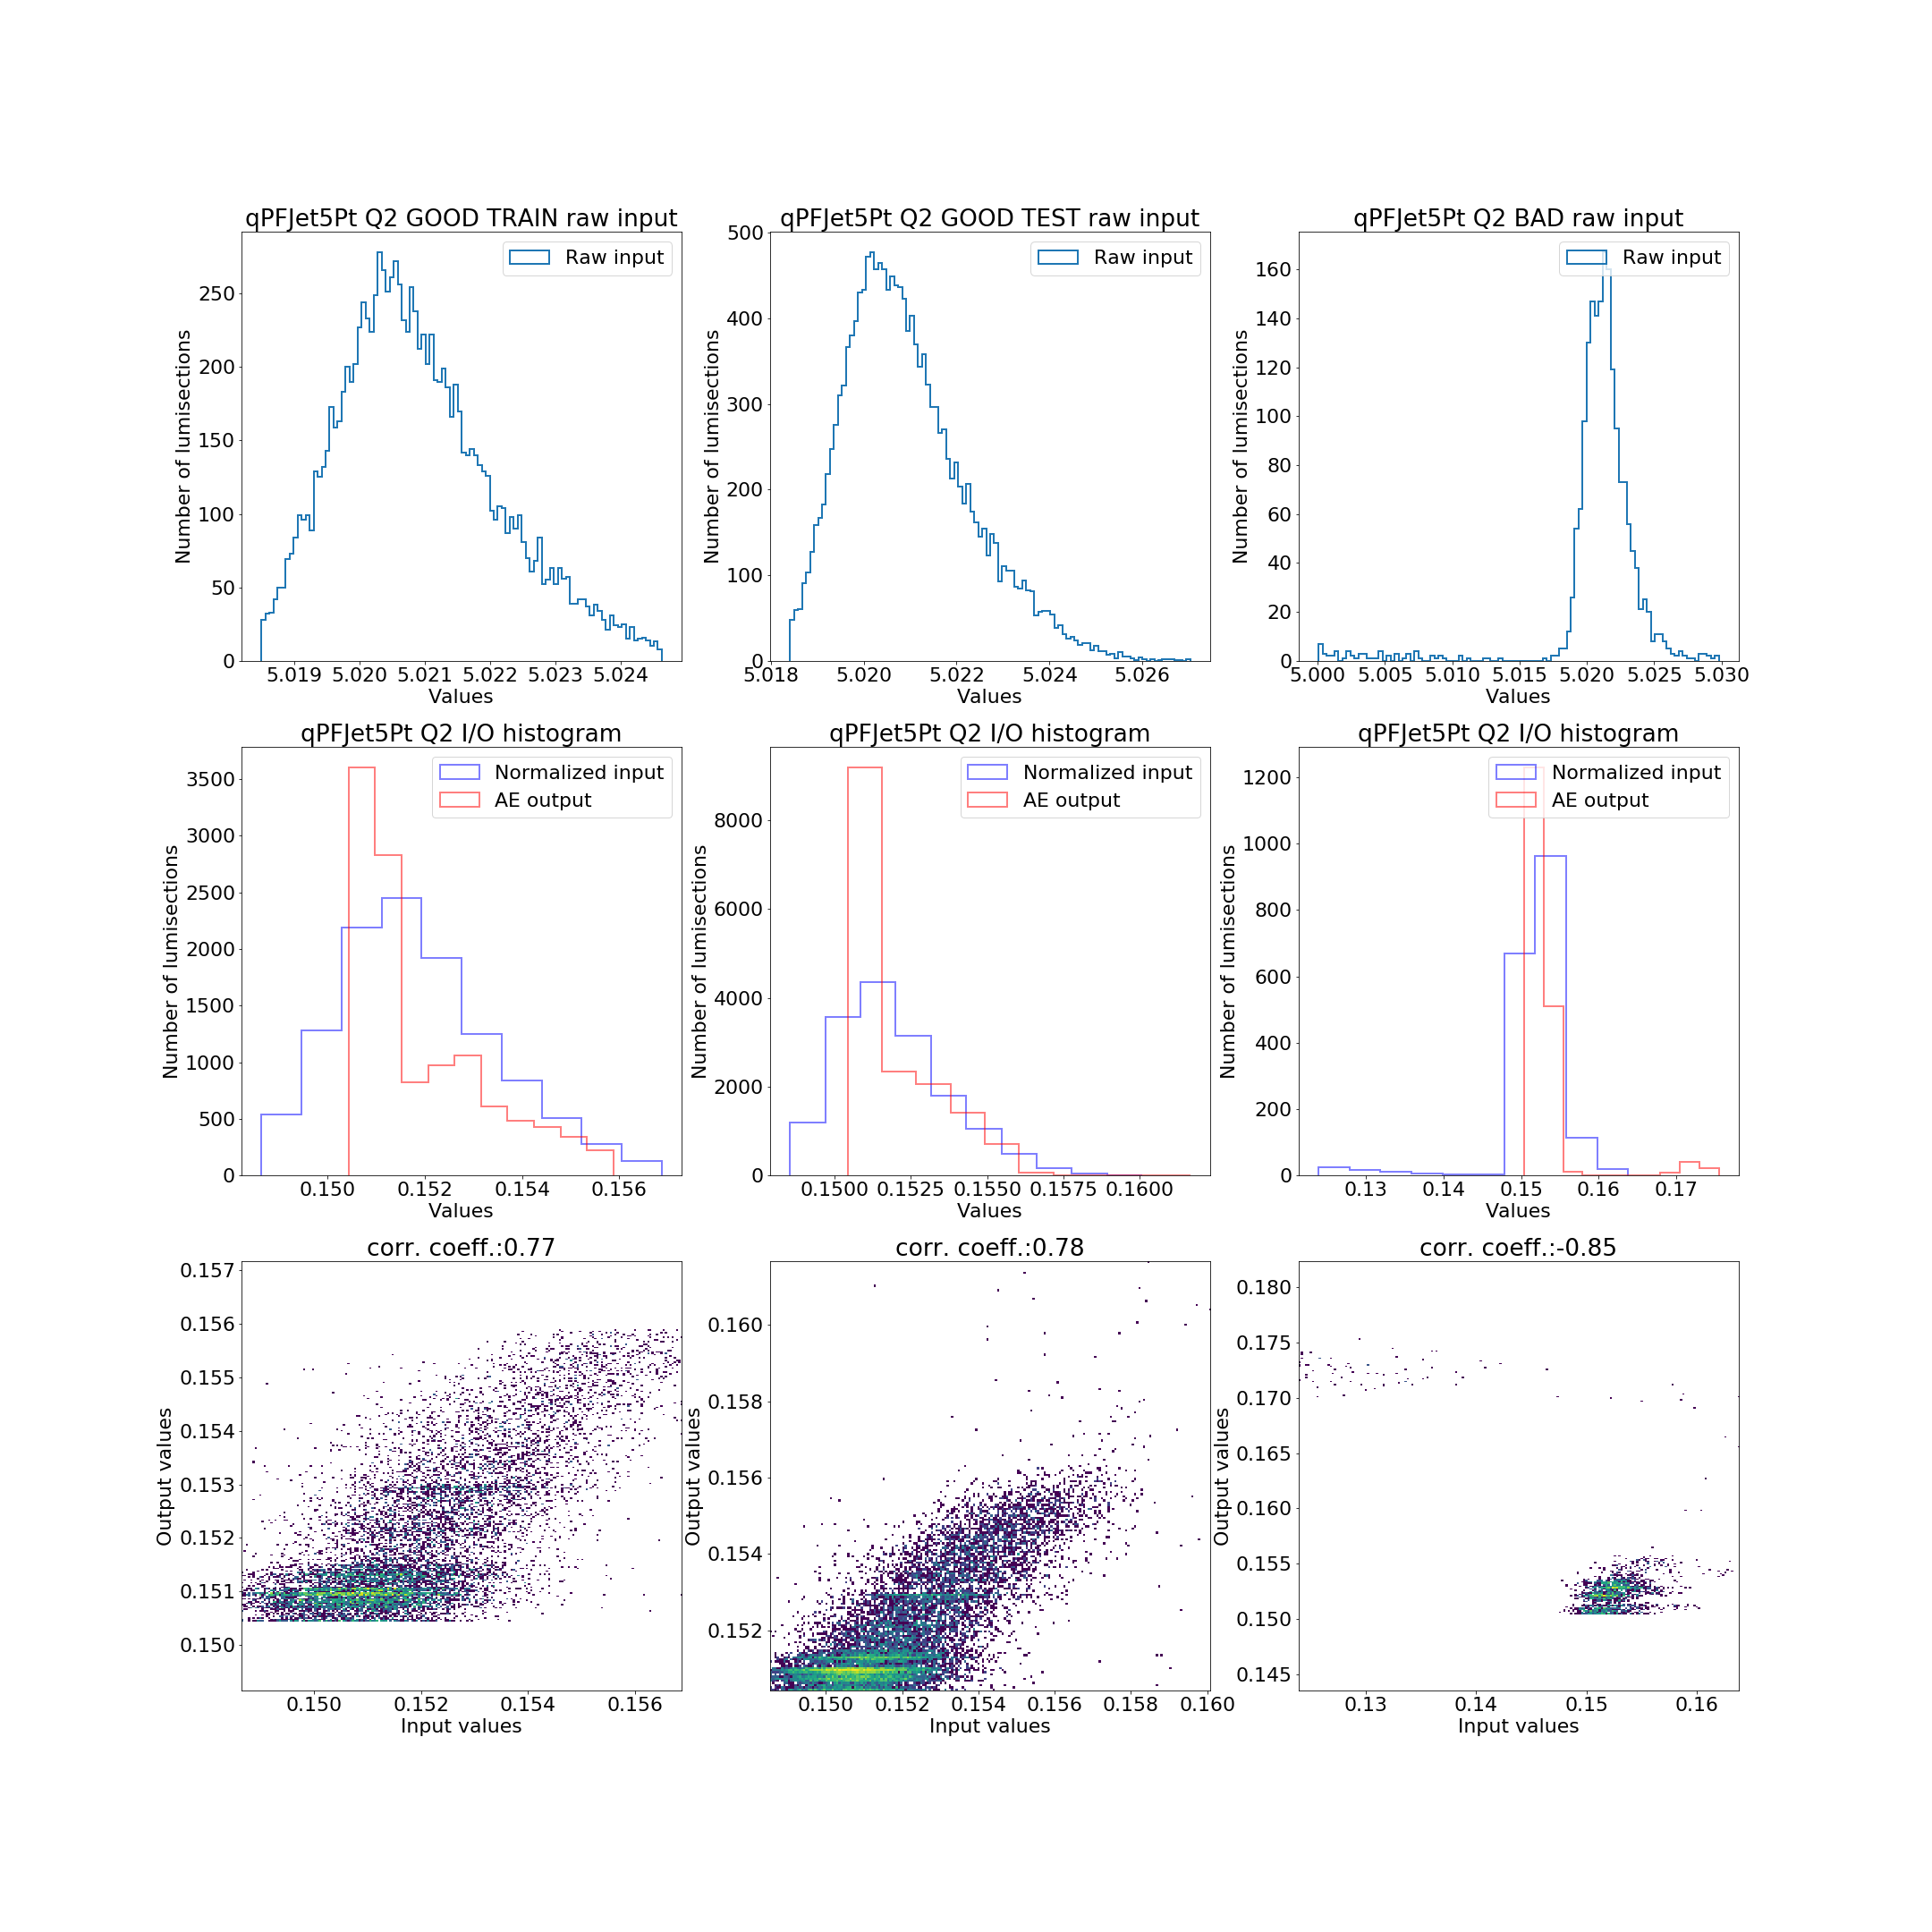 qPFJet5Pt Q2 GOOD TRAIN raw input
Raw input
Number of lumisections
250
200
150
100
50
0
5.019 5.020 5.021 5.022 5.023 5.024
Values
qPFJet5Pt Q2 GOOD TEST raw input
Raw input
Number of lumisections
500
400
300
200
100
0
5.018 5.020 5.022 5.024 5.026
Values
qPFJet5Pt Q2 BAD raw input
Raw input
Number of lumisections
160
140
120
100
80
60
40
20
0
5.000 5.005 5.010 5.015 5.020 5.025 5.030
Values
qPFJet5Pt Q2 I/O histogram
Normalized input
AE output
Number of lumisections
3500
3000
2500
2000
1500
1000
500
0
0.150 0.152 0.154 0.156
Values
qPFJet5Pt Q2 I/O histogram
Normalized input
AE output
Number of lumisections
8000
6000
4000
2000
0
0.1500 0.1525 0.1550 0.1575 0.1600
Values
qPFJet5Pt Q2 I/O histogram
Normalized input
AE output
Number of lumisections
1200
1000
800
600
400
200
0
0.13 0.14 0.15 0.16 0.17
Values
corr. coeff.:0.77
Output values
0.157
0.156
0.155
0.154
0.153
0.152
0.151
0.150
0.150 0.152 0.154 0.156
Input values
corr. coeff.:0.78
Output values
0.160
0.158
0.156
0.154
0.152
0.150 0.152 0.154 0.156 0.158 0.160
Input values
corr. coeff.:-0.85
Output values
0.180
0.175
0.170
0.165
0.160
0.155
0.150
0.145
0.13 0.14 0.15 0.16
Input values